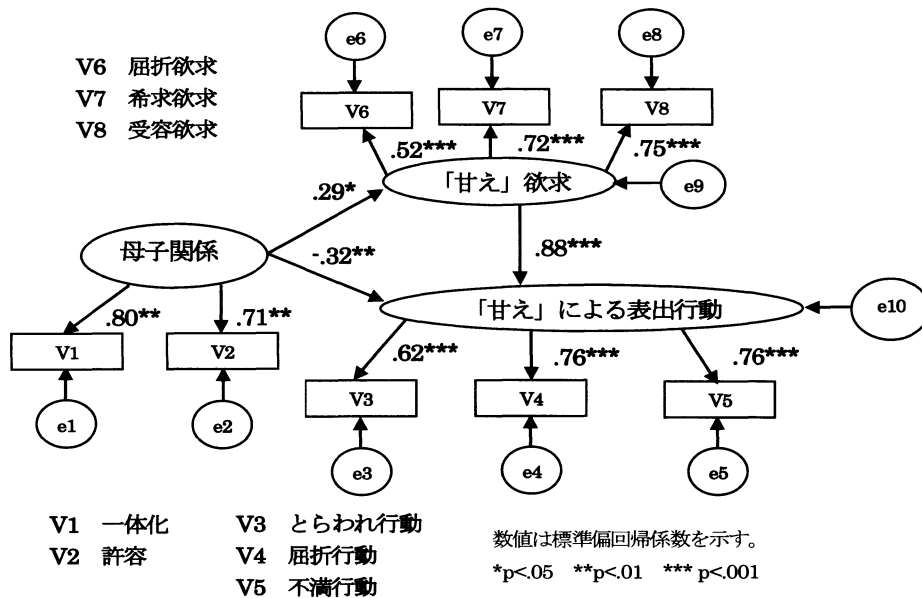 e6
e7
e8
V6 屈折欲求
V7 希求欲求
V8 受容欲求
V6
V7
V8
.52***
.72***
.75***
「甘え」欲求
e9
.29*
母子関係
-.32**
.88***
「甘え」による表出行動
e10
.80**
.71**
V1
V2
.62***
.76***
.76***
V3
V4
V5
e1
e2
e3
e4
e5
V1 一体化
V2 許容
V3 とらわれ行動
V4 屈折行動
V5 不満行動
数値は標準偏回帰係数を示す。
*p<.05 **p<.01 *** p<.001